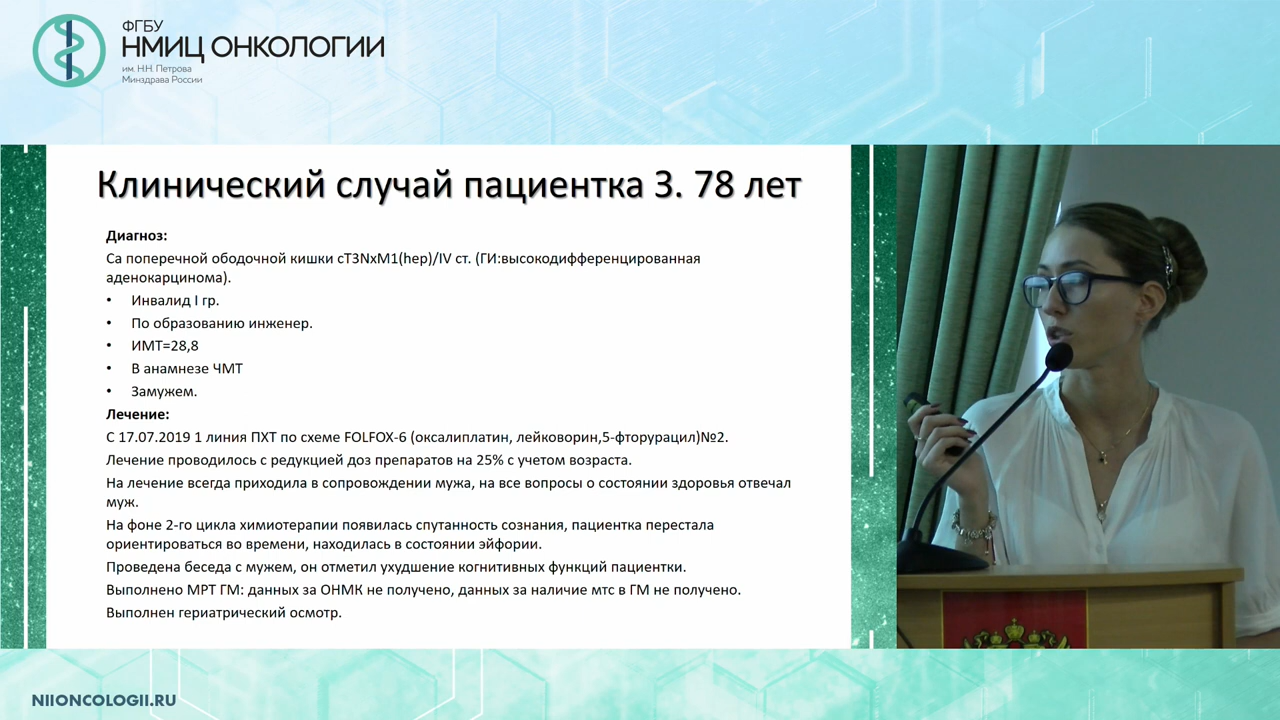 ФГБУ
НМИЦ ОНКОЛОГИИ
им. Н.Н. Петрова
Минздрава России
Клинический случай пациентка З. 78 лет
Диагноз:
Са поперечной ободочной кишки сТ3NxM1(hep)/IV ст. (ГИ:высокодифференцированная
аденокарцинома).
• Инвалид I гр.
• По образованию инженер.
• ИМТ=28,8
• В анамнезе ЧМТ
• Замужем.
Лечение:
С 17.07.2019 1 линия ПХТ по схеме FOLFOX-6 (оксалиплатин, лейковорин,5-фторурацил)№2.
Лечение проводилось с редукцией доз препаратов на 25% с учетом возраста.
На лечение всегда приходила в сопровождении мужа, на все вопросы о состоянии здоровья отвечал
муж.
На фоне 2-го цикла химиотерапии появилась спутанность сознания, пациентка перестала
ориентироваться во времени, находилась в состоянии эйфории.
Проведена беседа с мужем, он отметил ухудшение когнитивных функций пациентки.
Выполнено МРТ ГМ: данных за ОНМК не получено, данных за наличие мтс в ГМ не получено.
Выполнен гериатрический осмотр.
NIIONCOLOGII.RU